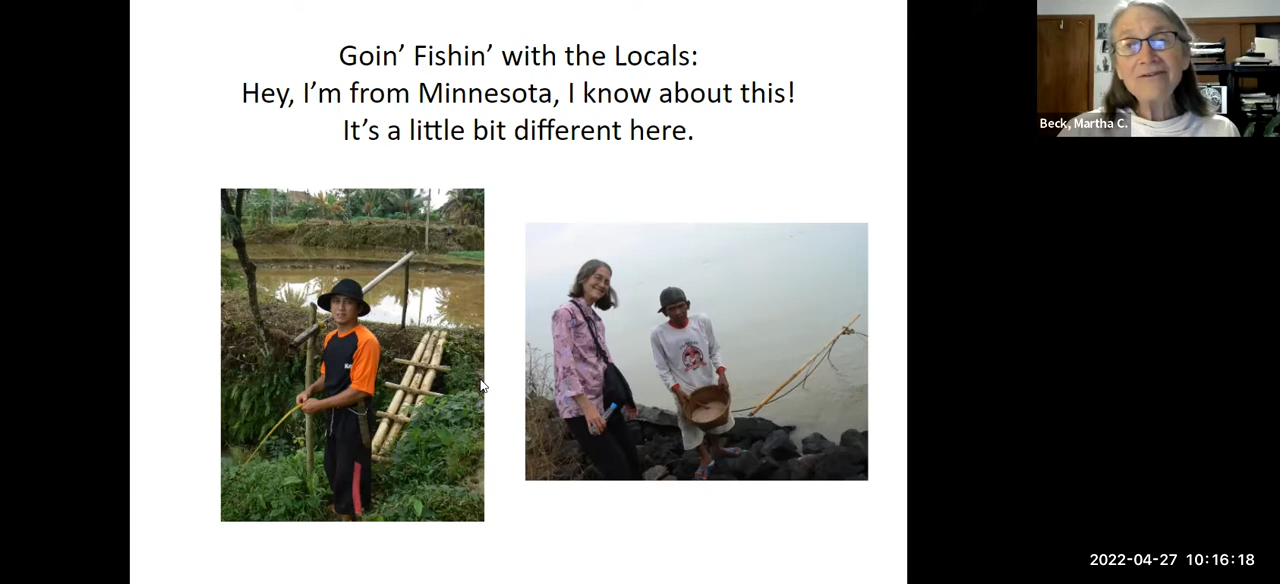 Goin’ Fishin’ with the Locals:
Hey, I’m from Minnesota, I know about this!
It’s a little bit different here.
Beck, Martha C.
2022-04-27 10:16:18